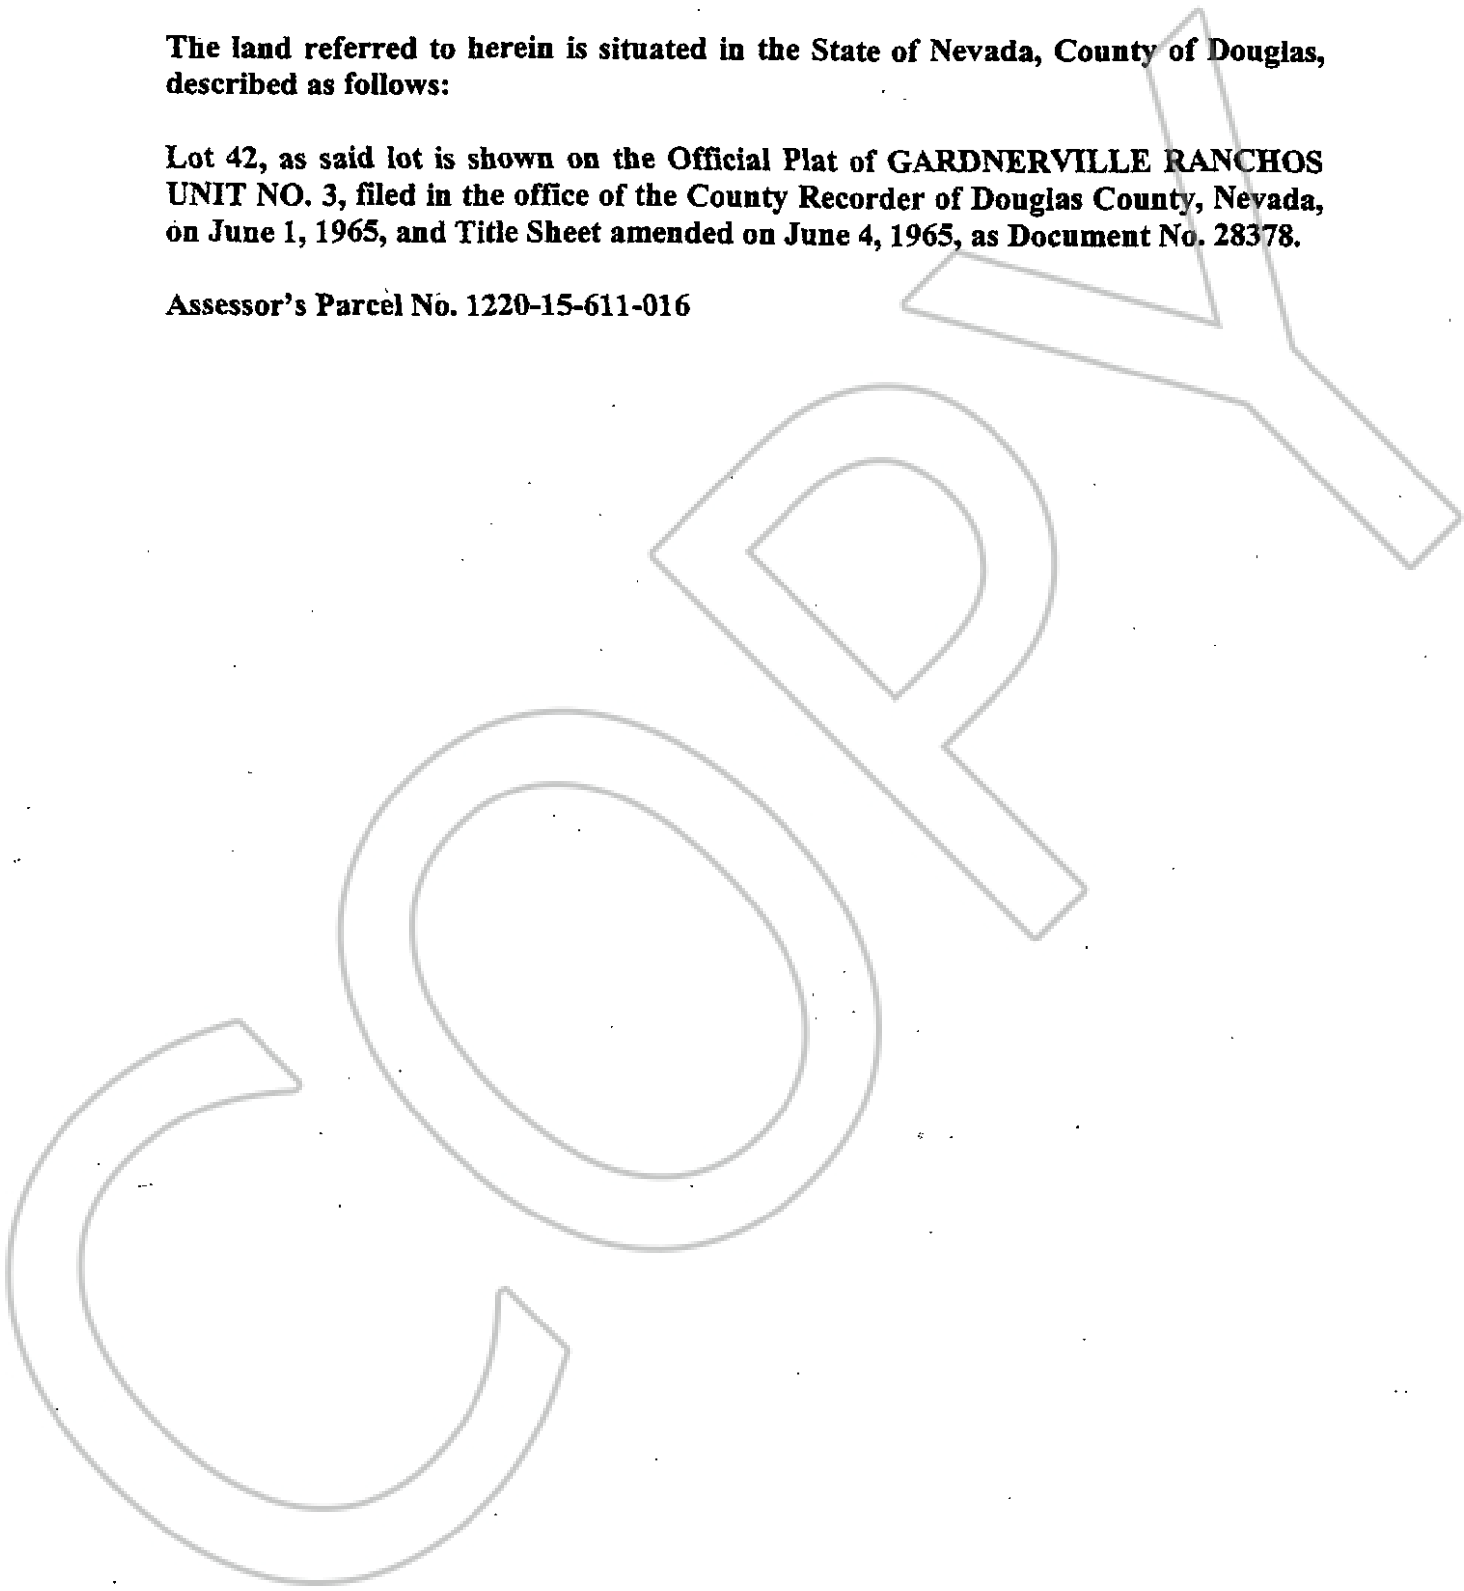 The land referred to herein is situated in the State of Nevada, County of Douglas,
described as follows:
Lot 42, as said lot is shown on the Official Plat of GARDNERVILLE RANCHOS
UNIT NO. 3, filed in the office of the County Recorder of Douglas County, Nevada,
on June 1, 1965, and Title Sheet amended on June 4, 1965, as Document No. 28378.
Assessor's Parcel No. 1220-15-611-016
COPY